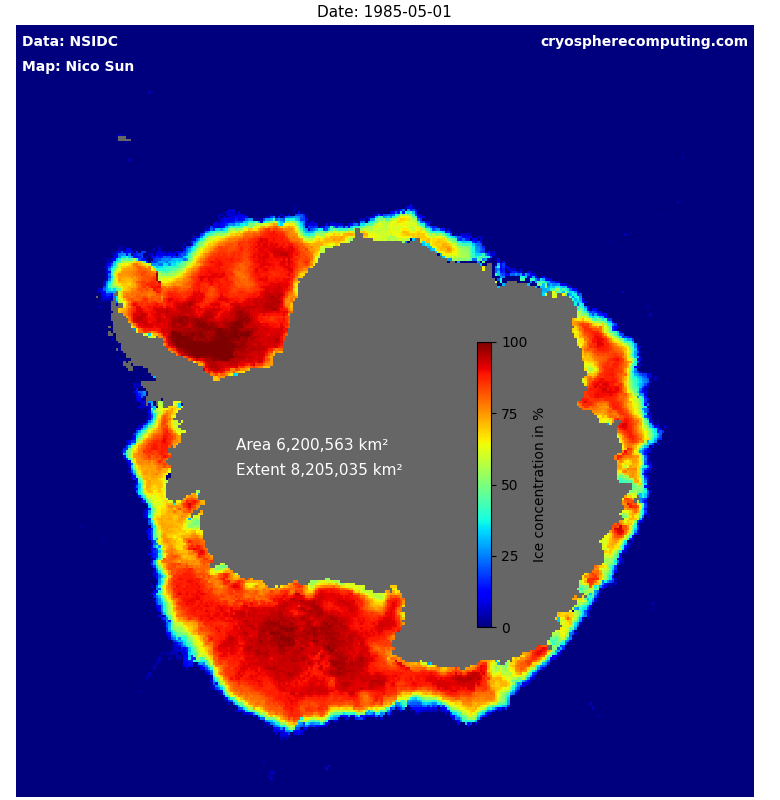 Date: 1985-05-01
Data: NSIDC
cryospherecomputing.com
Map: Nico Sun
Area 6,200,563 km²
Extent 8,205,035 km²
100
75
50
25
0
Ice concentration in %